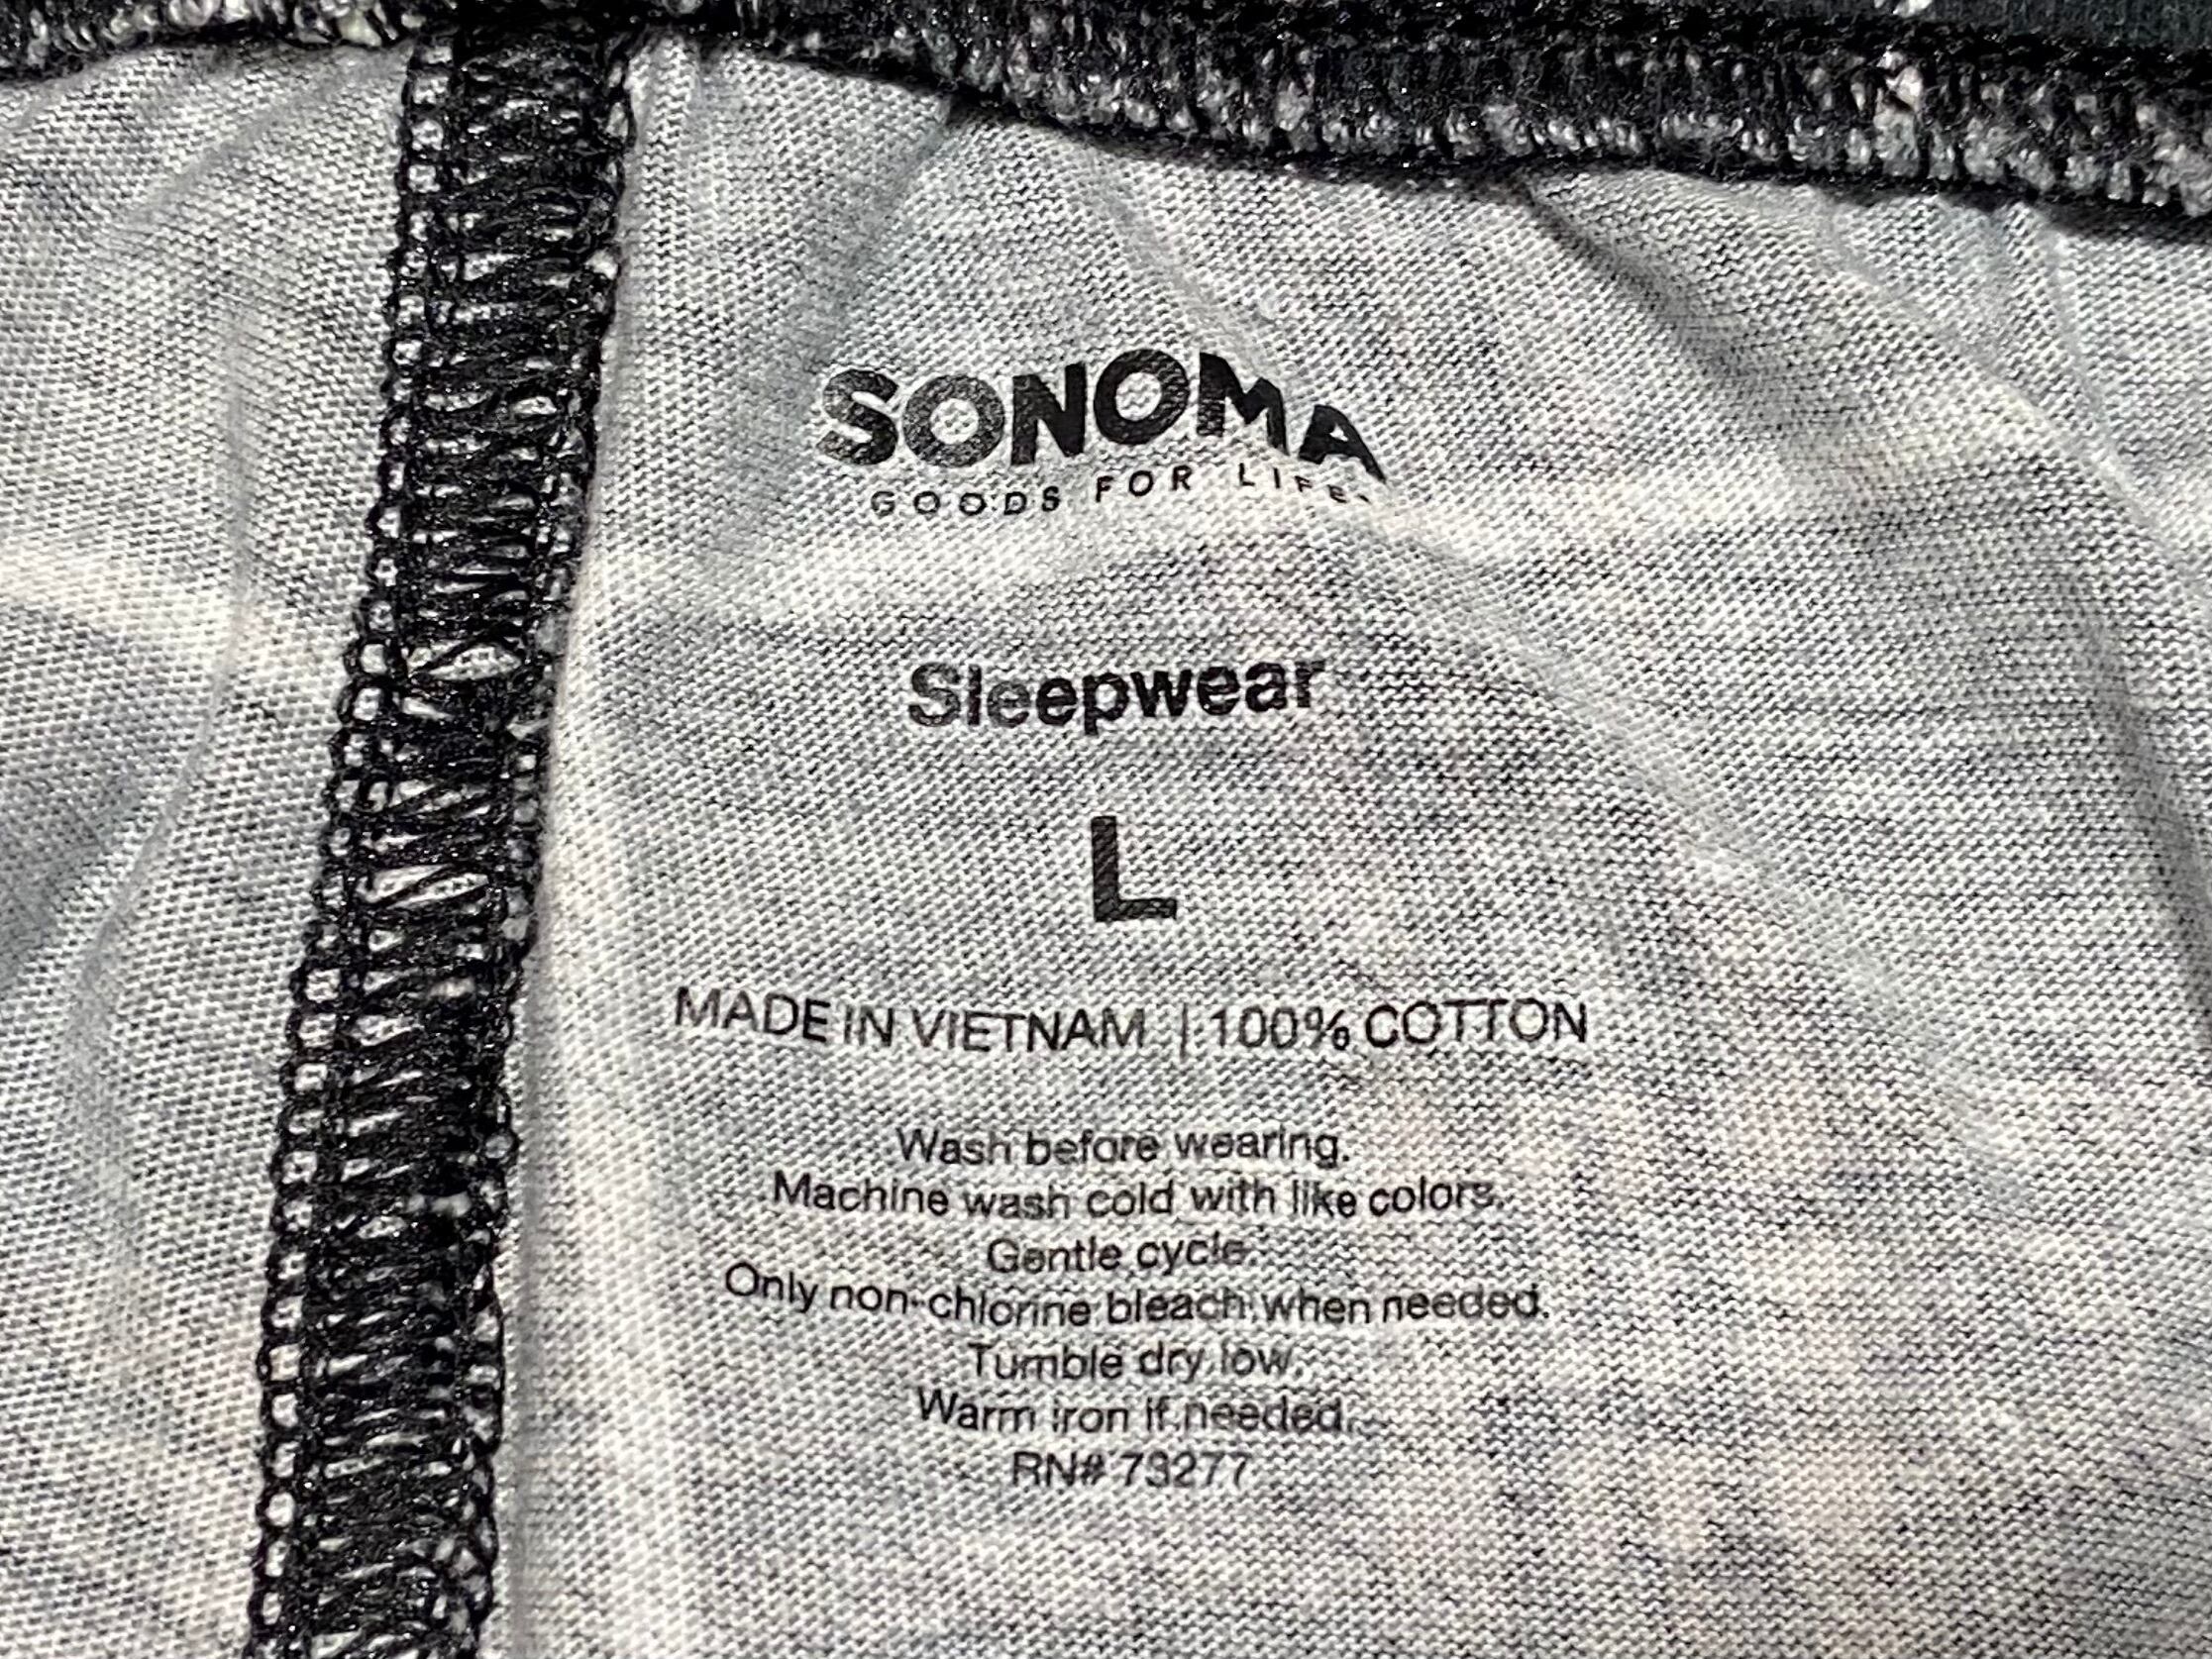 SONOMA
GOODS FOR LIFE
Sleepwear
L
MADE IN VIETNAM | 100% COTTON
Wash before wearing.
Machine wash cold with like colors.
Gentle cycle.
Only non-chlorine bleach when needed.
Tumble dry low.
Warm iron if needed.
RN# 73277